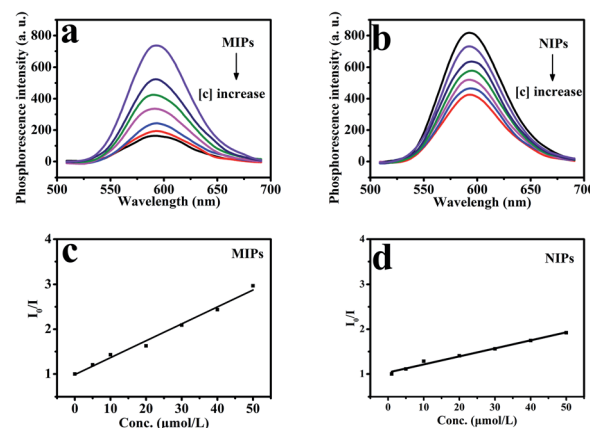 a
MIPs
[c] increase
Phosphorescence intensity (a. u.)
800
600
400
200
0
500 550 600 650 700
Wavelength (nm)
b
NIPs
[c] increase
Phosphorescence intensity (a. u.)
800
600
400
200
0
500 550 600 650 700
Wavelength (nm)
c
MIPs
I0/I
4
3
2
1
0 10 20 30 40 50
Conc. (μmol/L)
d
NIPs
I0/I
4
3
2
1
0 10 20 30 40 50
Conc. (μmol/L)